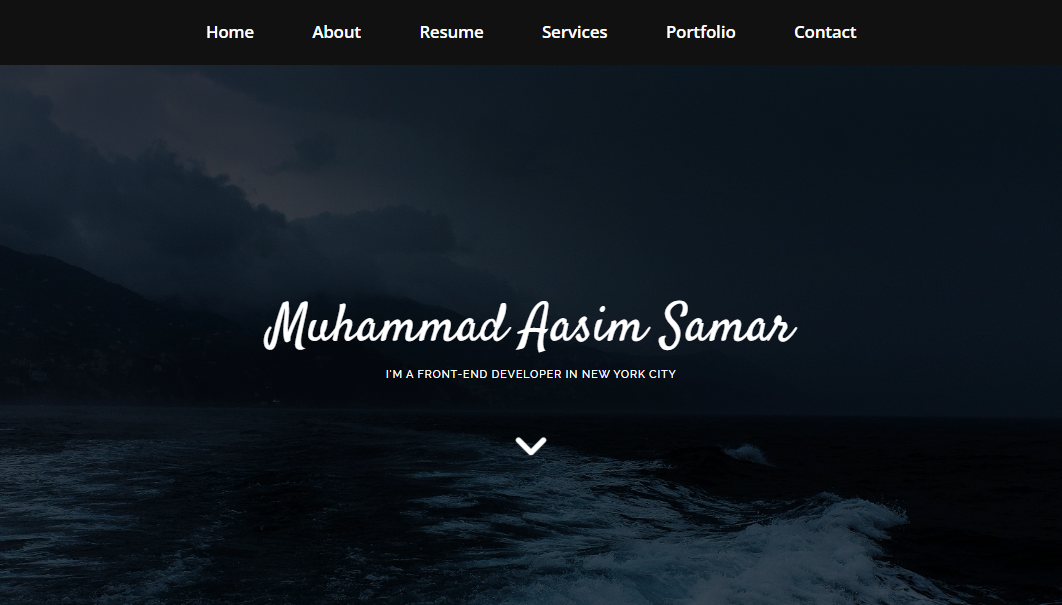 Home About Resume Services Portfolio Contact
Muhammad Aasim Samar
I'M A FRONT-END DEVELOPER IN NEW YORK CITY